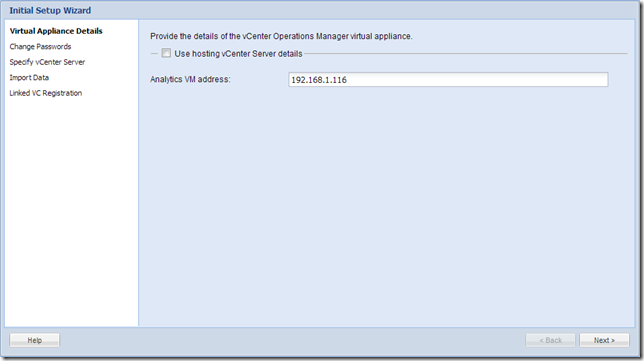 Initial Setup Wizard
Virtual Appliance Details
Change Passwords
Specify vCenter Server
Import Data
Linked VC Registration
Provide the details of the vCenter Operations Manager virtual appliance.
Use hosting vCenter Server details
Analytics VM address: 192.168.1.116
Help < Back Next >